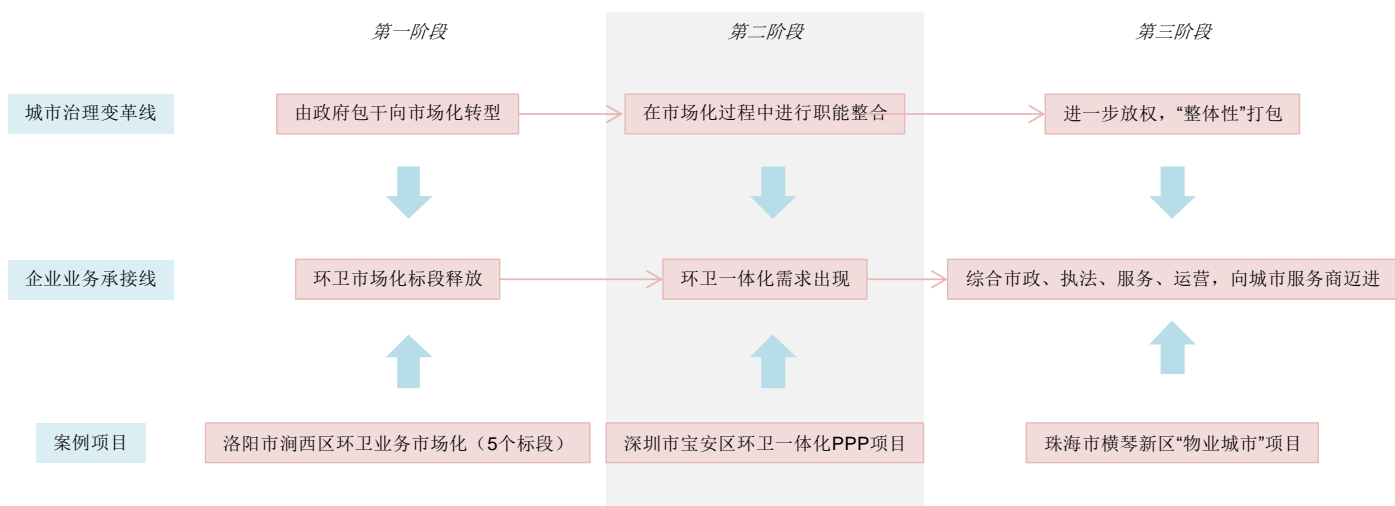 第一阶段
第二阶段
第三阶段
城市治理变革线
由政府包干向市场化转型
在市场化过程中进行职能整合
进一步放权，“整体性”打包
企业业务承接线
环卫市场化标段释放
环卫一体化需求出现
综合市政、执法、服务、运营，向城市服务商迈进
案例项目
洛阳市涧西区环卫业务市场化（5个标段）
深圳市宝安区环卫一体化PPP项目
珠海市横琴新区“物业城市”项目